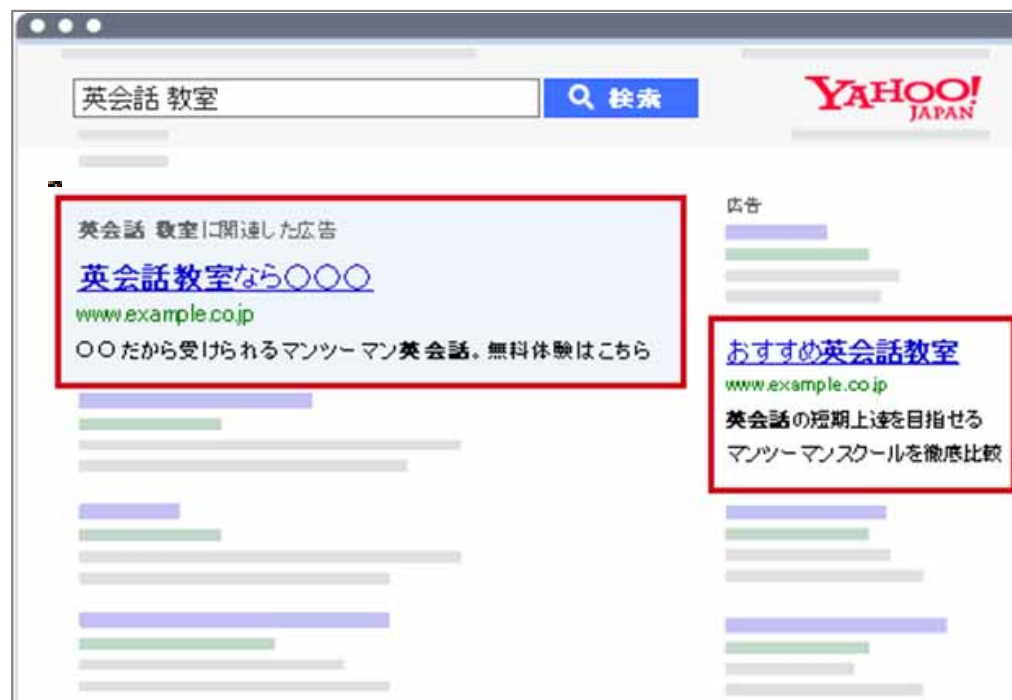 英会話 教室
検索
YAHOO!
JAPAN
英会話 教室に関連した広告
英会話教室なら〇〇〇
www.example.co.jp
〇〇だから受けられるマンツーマン英会話。無料体験はこちら
広告
おすすめ英会話教室
www.example.co.jp
英会話の短期上達を目指せる
マンツーマンスクールを徹底比較